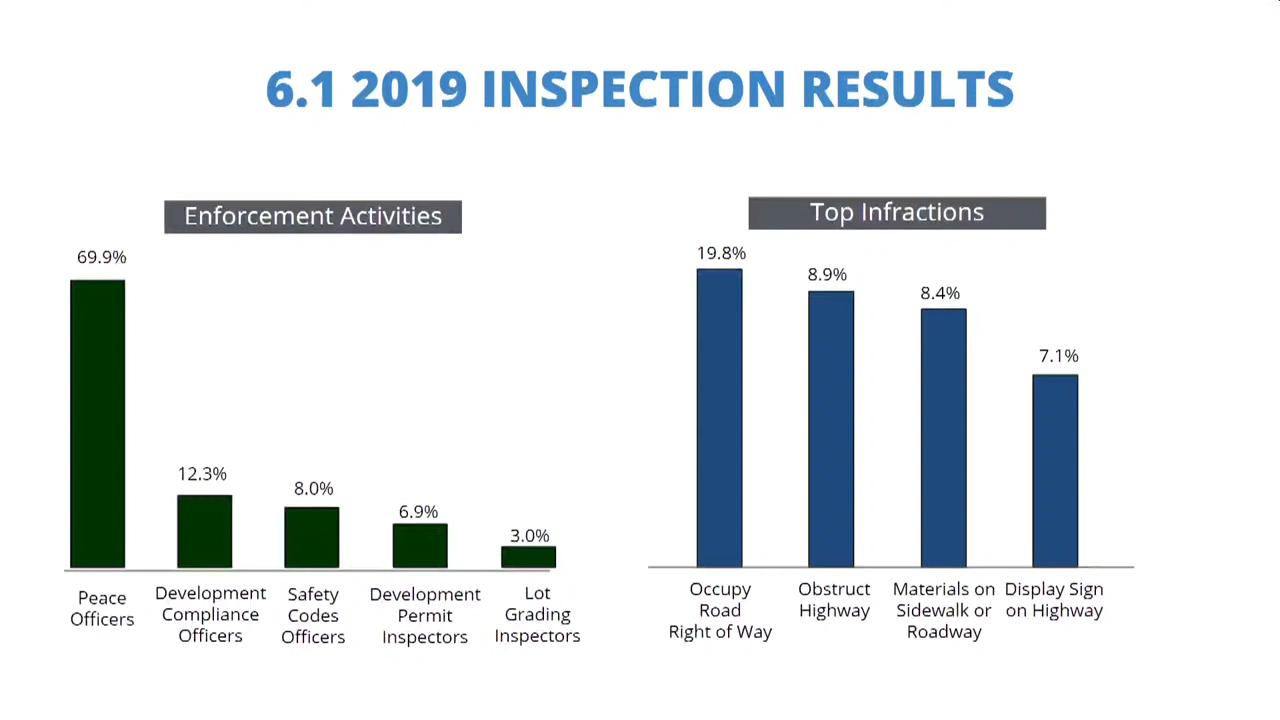 6.1 2019 INSPECTION RESULTS
Enforcement Activities
69.9%
12.3%
8.0%
6.9%
3.0%
Peace
Officers
Development
Compliance
Officers
Safety
Codes
Officers
Development
Permit
Inspectors
Lot
Grading
Inspectors
Top Infractions
19.8%
8.9%
8.4%
7.1%
Occupy
Road
Right of Way
Obstruct
Highway
Materials on
Sidewalk or
Roadway
Display Sign
on Highway